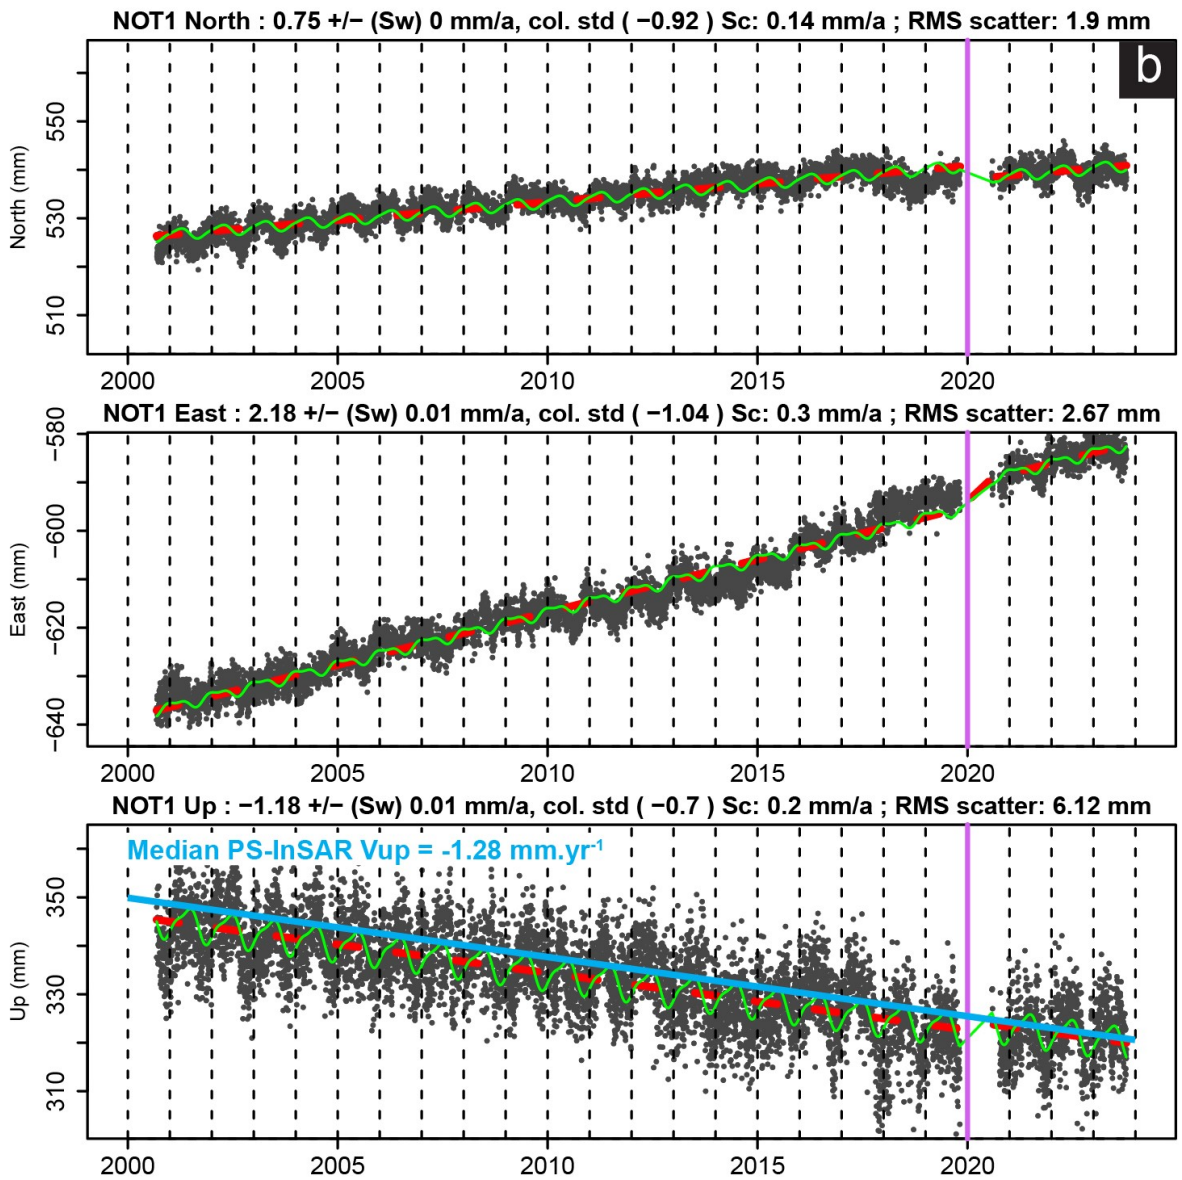 NOT1 North : 0.75 +/− (Sw) 0 mm/a, col. std ( −0.92 ) Sc: 0.14 mm/a ; RMS scatter: 1.9 mm
b
North (mm)
550
530
510
2000 2005 2010 2015 2020
NOT1 East : 2.18 +/− (Sw) 0.01 mm/a, col. std ( −1.04 ) Sc: 0.3 mm/a ; RMS scatter: 2.67 mm
East (mm)
−580
−600
−620
−640
2000 2005 2010 2015 2020
NOT1 Up : −1.18 +/− (Sw) 0.01 mm/a, col. std ( −0.7 ) Sc: 0.2 mm/a ; RMS scatter: 6.12 mm
Median PS-InSAR Vup = -1.28 mm.yr⁻¹
Up (mm)
350
330
310
2000 2005 2010 2015 2020